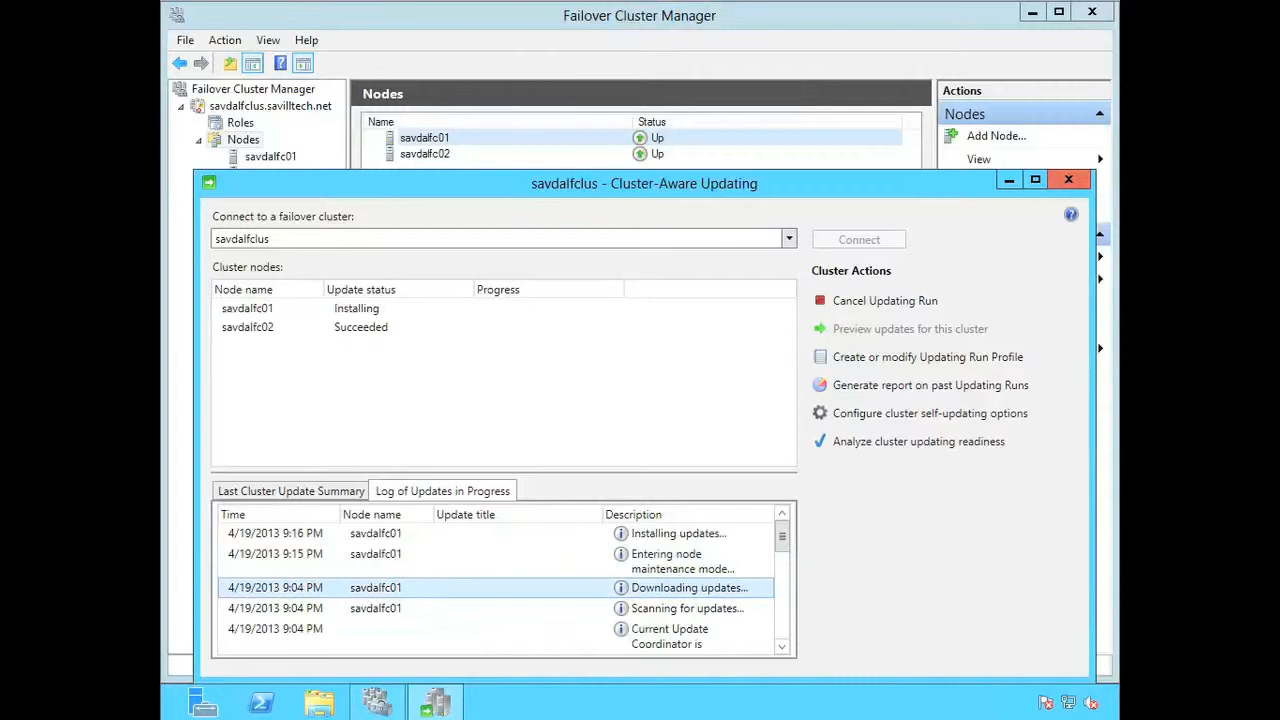 Failover Cluster Manager
File Action View Help
Failover Cluster Manager
savdalfclus.savilltech.net
Roles
Nodes
savdalfc01
Nodes
Name Status
savdalfc01 Up
savdalfc02 Up
Actions
Nodes
Add Node...
View
savdalfclus - Cluster-Aware Updating
Connect to a failover cluster:
savdalfclus
Connect
Cluster nodes:
Node name Update status Progress
savdalfc01 Installing
savdalfc02 Succeeded
Cluster Actions
Cancel Updating Run
Preview updates for this cluster
Create or modify Updating Run Profile
Generate report on past Updating Runs
Configure cluster self-updating options
Analyze cluster updating readiness
Last Cluster Update Summary Log of Updates in Progress
Time Node name Update title Description
4/19/2013 9:16 PM savdalfc01 Installing updates...
4/19/2013 9:15 PM savdalfc01 Entering node
maintenance mode...
4/19/2013 9:04 PM savdalfc01 Downloading updates...
4/19/2013 9:04 PM savdalfc01 Scanning for updates...
4/19/2013 9:04 PM Current Update
Coordinator is